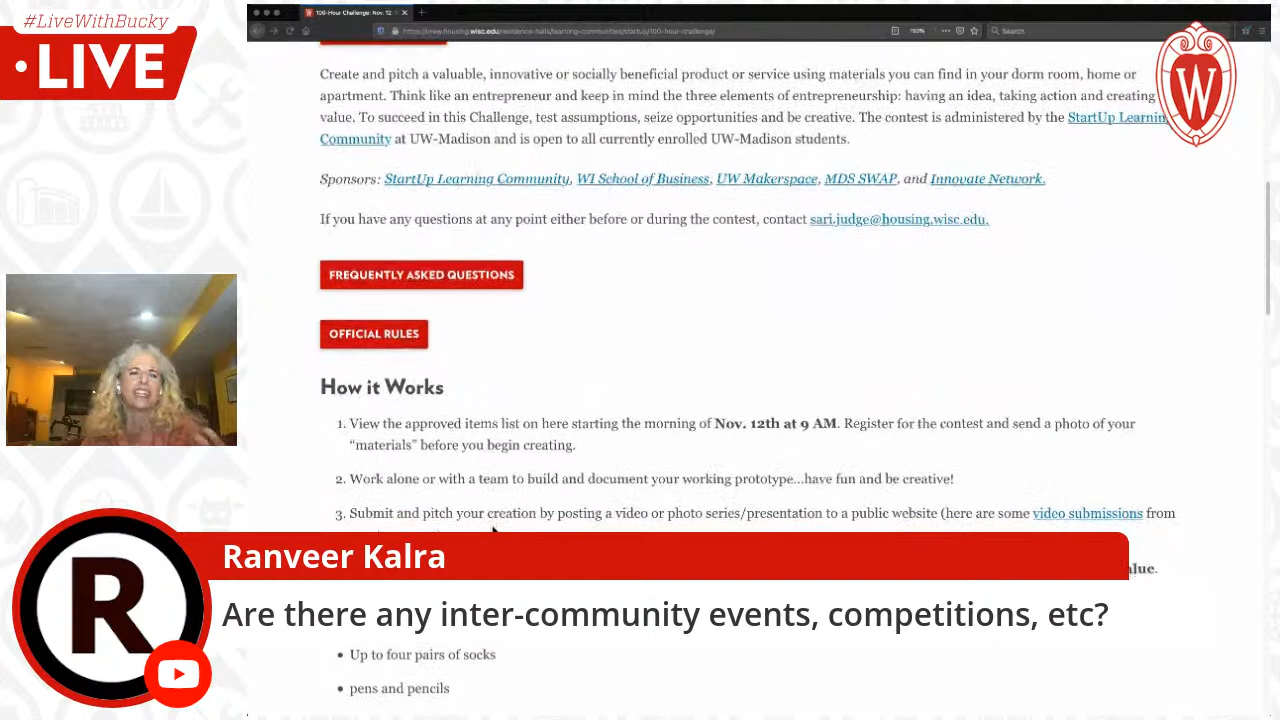 #LiveWithBucky
LIVE
100-Hour Challenge: Nov. 12
https://www.housing.wisc.edu/residence-halls/learning-communities/startup/100-hour-challenge/
150%
Search
W
Create and pitch a valuable, innovative or socially beneficial product or service using materials you can find in your dorm room, home or
apartment. Think like an entrepreneur and keep in mind the three elements of entrepreneurship: having an idea, taking action and creating
value. To succeed in this Challenge, test assumptions, seize opportunities and be creative. The contest is administered by the StartUp Learning
Community at UW-Madison and is open to all currently enrolled UW-Madison students.
Sponsors: StartUp Learning Community, WI School of Business, UW Makerspace, MDS SWAP, and Innovate Network.
If you have any questions at any point either before or during the contest, contact sari.judge@housing.wisc.edu.
FREQUENTLY ASKED QUESTIONS
OFFICIAL RULES
How it Works
1. View the approved items list on here starting the morning of Nov. 12th at 9 AM. Register for the contest and send a photo of your
“materials” before you begin creating.
2. Work alone or with a team to build and document your working prototype...have fun and be creative!
3. Submit and pitch your creation by posting a video or photo series/presentation to a public website (here are some video submissions from
alue.
R
Ranveer Kalra
Are there any inter-community events, competitions, etc?
• Up to four pairs of socks
• pens and pencils